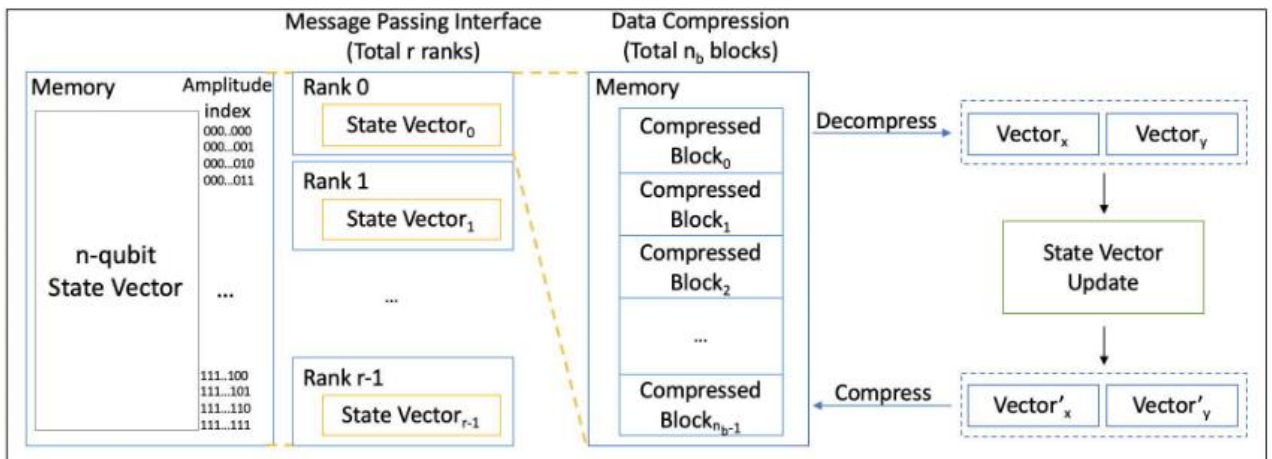 Message Passing Interface
(Total r ranks)
Data Compression
(Total n_b blocks)
Memory
Amplitude
index
000..000
000...001
000...010
000...011
n-qubit
State Vector
...
111..100
111...101
111...110
111...111
Rank 0
State Vector_0
Rank 1
State Vector_1
...
Rank r-1
State Vector_r-1
Memory
Compressed
Block_0
Compressed
Block_1
Compressed
Block_2
...
Compressed
Block_n_b-1
Decompress
Vector_x
Vector_y
State Vector
Update
Compress
Vector'_x
Vector'_y